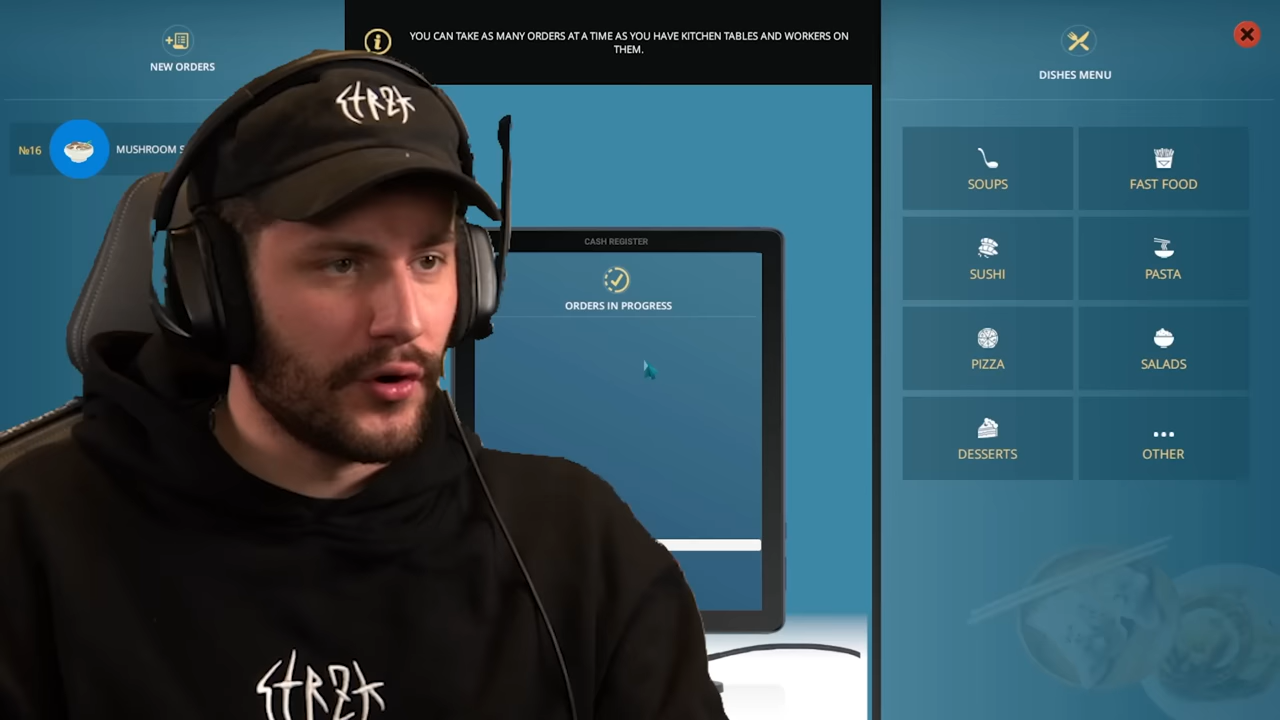 NEW ORDERS
№16
MUSHROOM S
YOU CAN TAKE AS MANY ORDERS AT A TIME AS YOU HAVE KITCHEN TABLES AND WORKERS ON
THEM.
CASH REGISTER
ORDERS IN PROGRESS
DISHES MENU
SOUPS
FAST FOOD
SUSHI
PASTA
PIZZA
SALADS
DESSERTS
OTHER